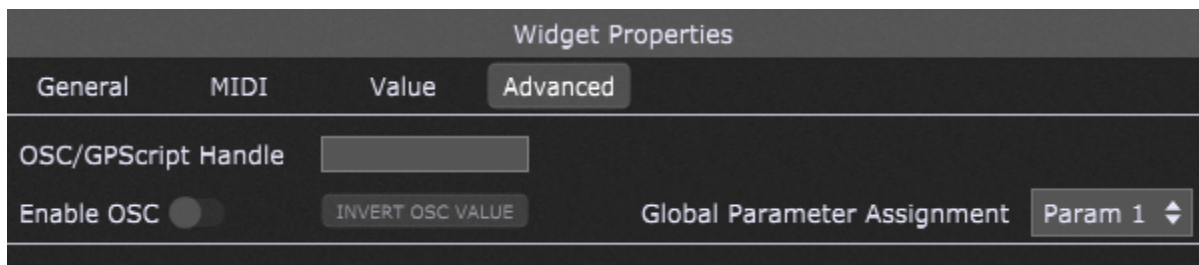 Widget Properties
General MIDI Value Advanced
OSC/GPScript Handle
Enable OSC INVERT OSC VALUE Global Parameter Assignment Param 1